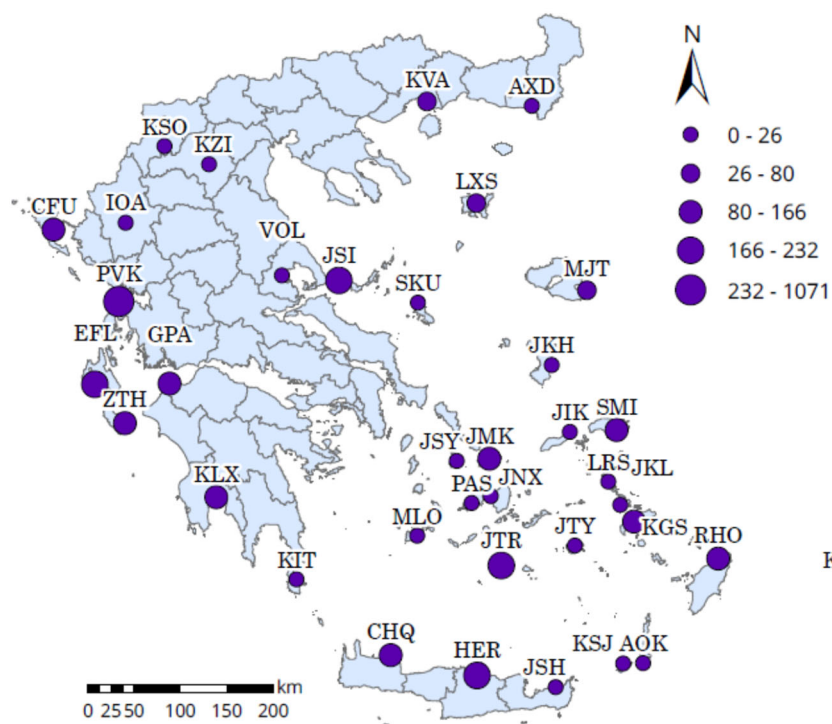 N
KVA
AXD
0 - 26
KSO
KZI
26 - 80
LXS
80 - 166
CFU
IOA
166 - 232
VOL
JSI
MJT
232 - 1071
PVK
SKU
EFL
GPA
JKH
ZTH
JIK
SMI
JSY
JMK
LRS
JKL
KLX
PAS
JNX
MLO
JTR
JTY
KGS
RHO
KIT
K
CHQ
HER
KSJ
AOK
JSH
km
0 25 50 100 150 200